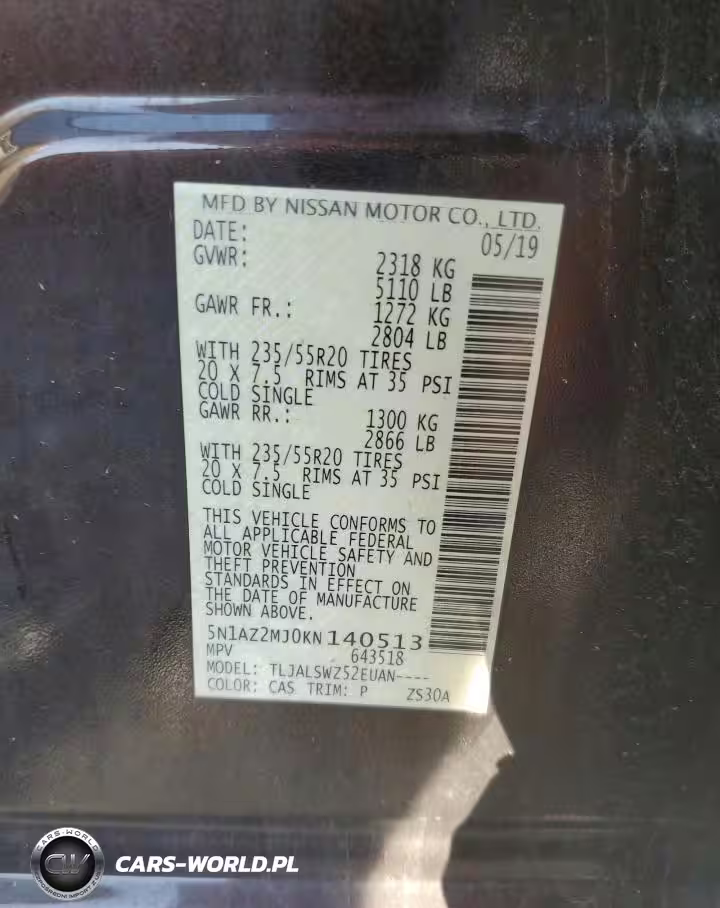 MFD BY NISSAN MOTOR CO., LTD.
DATE: 05/19
GVWR: 2318 KG
5110 LB
GAWR FR.: 1272 KG
2804 LB
WITH 235/55R20 TIRES
20 X 7.5 RIMS AT 35 PSI
COLD SINGLE
GAWR RR.: 1300 KG
2866 LB
WITH 235/55R20 TIRES
20 X 7.5 RIMS AT 35 PSI
COLD SINGLE
THIS VEHICLE CONFORMS TO
ALL APPLICABLE FEDERAL
MOTOR VEHICLE SAFETY AND
THEFT PREVENTION
STANDARDS IN EFFECT ON
THE DATE OF MANUFACTURE
SHOWN ABOVE.
5N1AZ2MJ0KN140513
MPV 643518
MODEL: TLJALSWZ52EUAN----
COLOR: CAS TRIM: P ZS30A
CARS-WORLD
CW
CARS-WORLD.PL